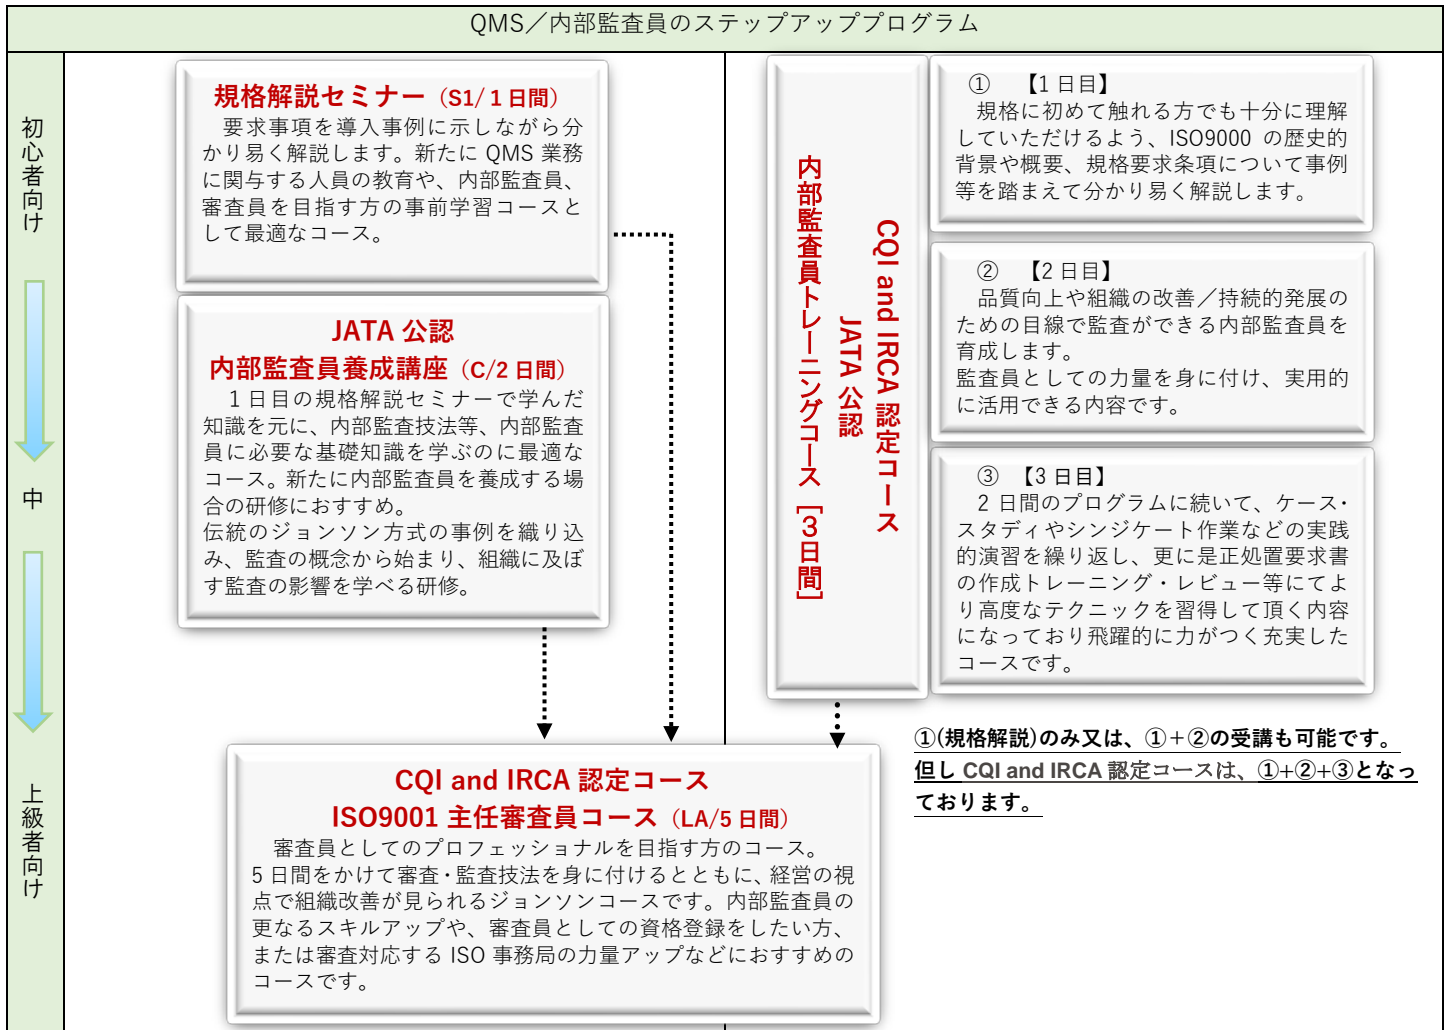 QMS／内部監査員のステップアッププログラム
初心者向け
中
上級者向け
規格解説セミナー（S1/１日間）
要求事項を導入事例に示しながら分
かり易く解説します。新たに QMS 業務
に関与する人員の教育や、内部監査員、
審査員を目指す方の事前学習コースと
して最適なコース。
JATA 公認
内部監査員養成講座（C/2 日間）
１日目の規格解説セミナーで学んだ
知識を元に、内部監査技法等、内部監査
員に必要な基礎知識を学ぶのに最適な
コース。新たに内部監査員を養成する場
合の研修におすすめ。
伝統のジョンソン方式の事例を織り込
み、監査の概念から始まり、組織に及ぼ
す監査の影響を学べる研修。
CQI and IRCA 認定コース
JATA 公認
内部監査員トレーニングコース［3日間］
① 【1 日目】
規格に初めて触れる方でも十分に理解
していただけるよう、ISO9000 の歴史的
背景や概要、規格要求条項について事例
等を踏まえて分かり易く解説します。
② 【2 日目】
品質向上や組織の改善／持続的発展の
ための目線で監査ができる内部監査員を
育成します。
監査員としての力量を身に付け、実用的
に活用できる内容です。
③ 【3 日目】
2 日間のプログラムに続いて、ケース・
スタディやシンジケート作業などの実践
的演習を繰り返し、更に是正処置要求書
の作成トレーニング・レビュー等にてよ
り高度なテクニックを習得して頂く内容
になっており飛躍的に力がつく充実した
コースです。
①(規格解説)のみ又は、①＋②の受講も可能です。
但し CQI and IRCA 認定コースは、①+②+③となっ
ております。
CQI and IRCA 認定コース
ISO9001 主任審査員コース（LA/5 日間）
審査員としてのプロフェッショナルを目指す方のコース。
5 日間をかけて審査・監査技法を身に付けるとともに、経営の視
点で組織改善が見られるジョンソンコースです。内部監査員の
更なるスキルアップや、審査員としての資格登録をしたい方、
または審査対応する ISO 事務局の力量アップなどにおすすめの
コースです。